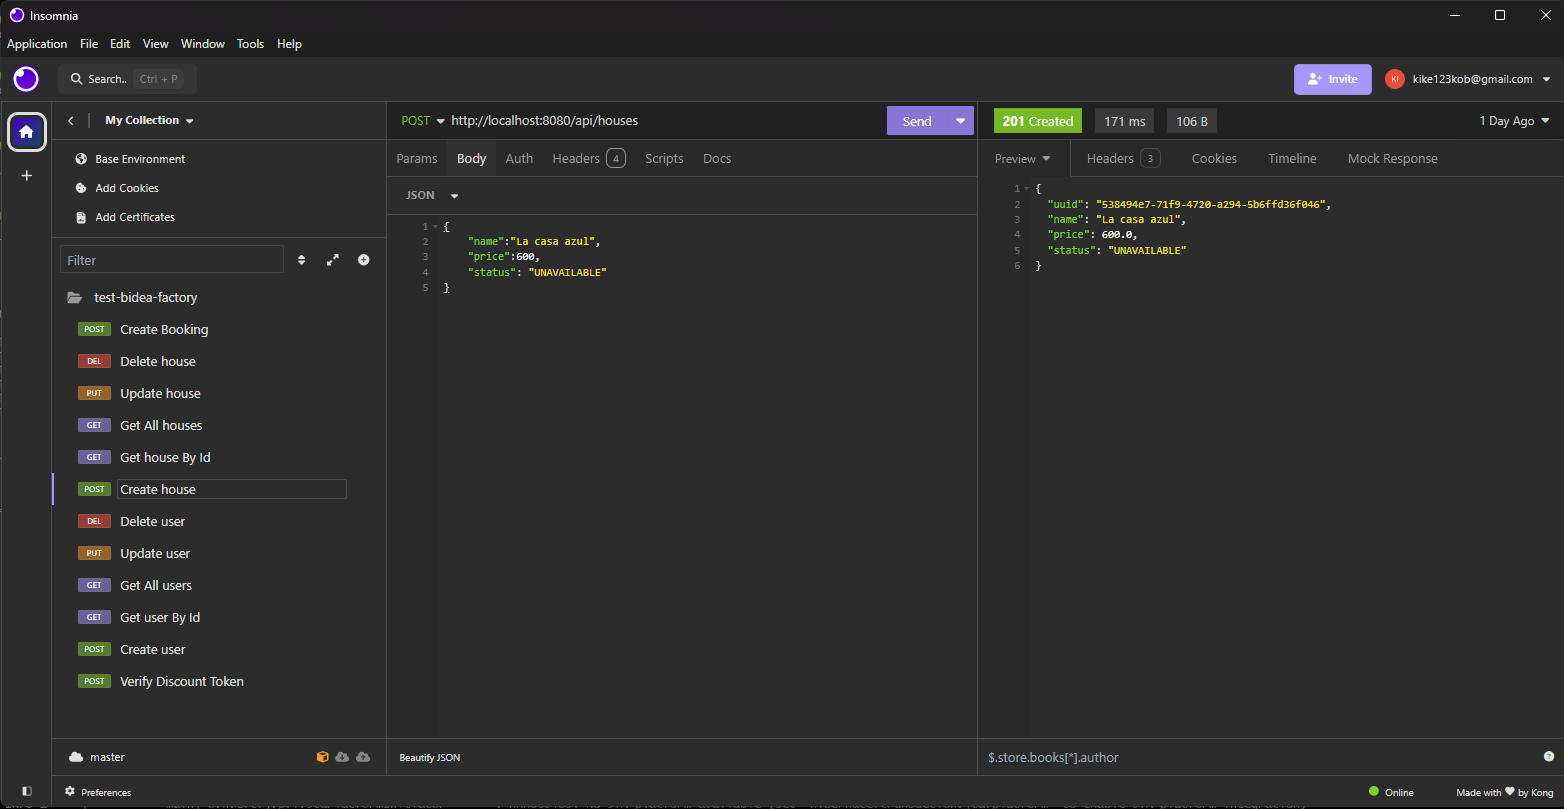 Insomnia
Application File Edit View Window Tools Help
Search.. Ctrl + P
Invite
KI
kike123kob@gmail.com
My Collection
Base Environment
Add Cookies
Add Certificates
Filter
test-bidea-factory
POST Create Booking
DEL Delete house
PUT Update house
GET Get All houses
GET Get house By Id
POST Create house
DEL Delete user
PUT Update user
GET Get All users
GET Get user By Id
POST Create user
POST Verify Discount Token
master
Preferences
POST http://localhost:8080/api/houses
Send
Params Body Auth Headers 4 Scripts Docs
JSON
1 {
2 "name":"La casa azul",
3 "price":600,
4 "status": "UNAVAILABLE"
5 }
Beautify JSON
201 Created 171 ms 106 B
1 Day Ago
Preview Headers 3 Cookies Timeline Mock Response
1 {
2 "uuid": "538494e7-71f9-4720-a294-5b6ffd36f046",
3 "name": "La casa azul",
4 "price": 600.0,
5 "status": "UNAVAILABLE"
6 }
$.store.books[*].author
?
Online
Made with ❤ by Kong